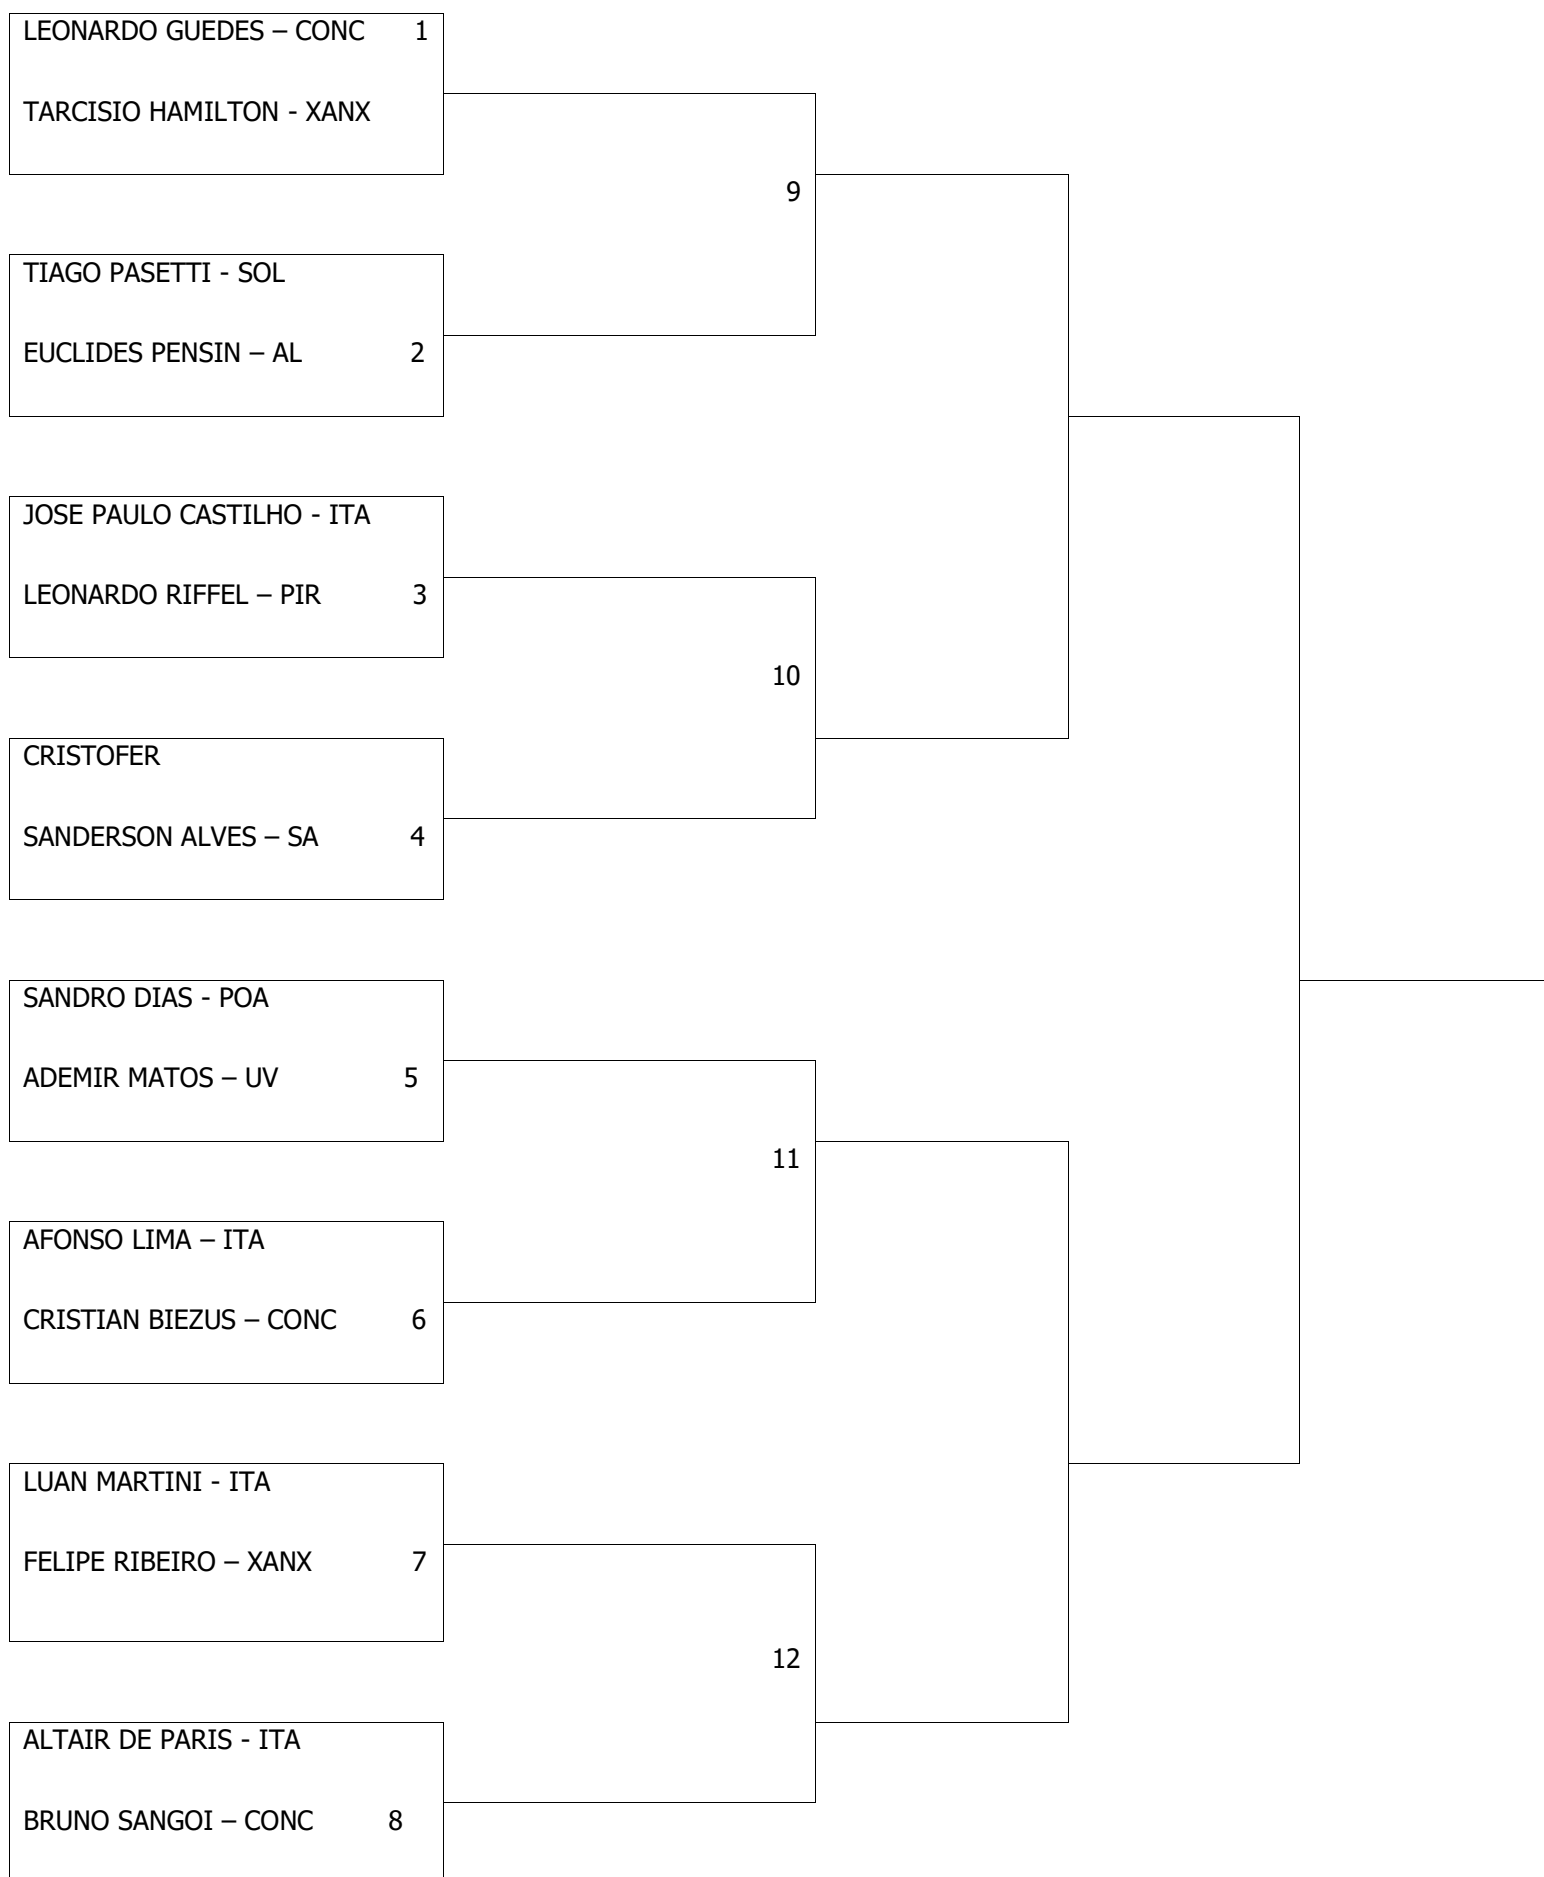 LEONARDO GUEDES – CONC 1
TARCISIO HAMILTON - XANX
9
TIAGO PASETTI - SOL
EUCLIDES PENSIN – AL 2
JOSE PAULO CASTILHO - ITA
LEONARDO RIFFEL – PIR 3
10
CRISTOFER
SANDERSON ALVES – SA 4
SANDRO DIAS - POA
ADEMIR MATOS – UV 5
11
AFONSO LIMA – ITA
CRISTIAN BIEZUS – CONC 6
LUAN MARTINI - ITA
FELIPE RIBEIRO – XANX 7
12
ALTAIR DE PARIS - ITA
BRUNO SANGOI – CONC 8